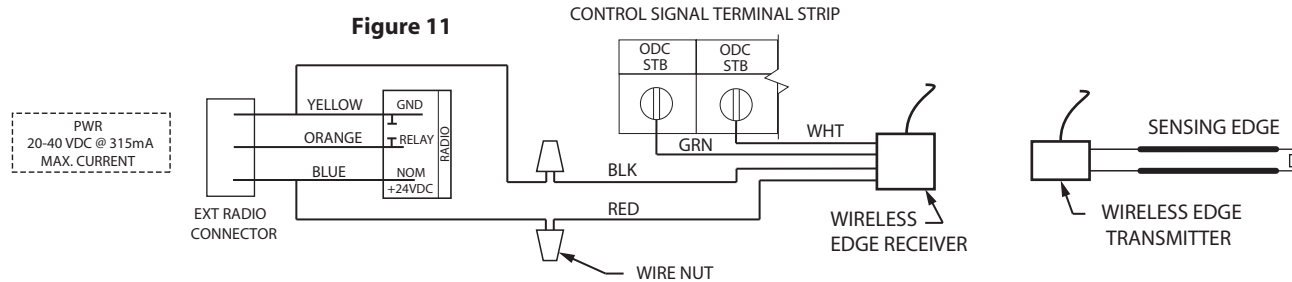 Figure 11
CONTROL SIGNAL TERMINAL STRIP
ODC
STB
ODC
STB
PWR
20-40 VDC @ 315mA
MAX. CURRENT
YELLOW
GND
ORANGE
RELAY
RADIO
BLUE
NOM
+24VDC
EXT RADIO
CONNECTOR
WHT
GRN
BLK
RED
WIRE NUT
WIRELESS
EDGE RECEIVER
SENSING EDGE
WIRELESS EDGE
TRANSMITTER